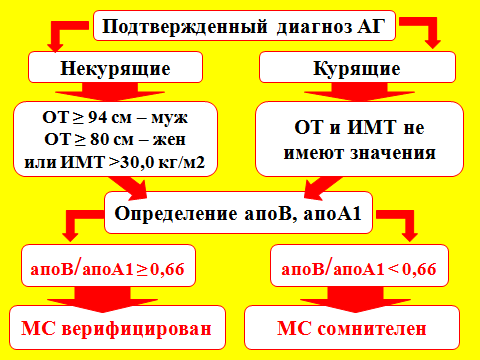 Подтвержденный диагноз АГ
Некурящие
Курящие
ОТ ≥ 94 см – муж
ОТ ≥ 80 см – жен
или ИМТ >30,0 кг/м2
ОТ и ИМТ не
имеют значения
Определение апоВ, апоА1
апоВ/апоА1 ≥ 0,66
апоВ/апоА1 < 0,66
МС верифицирован
МС сомнителен